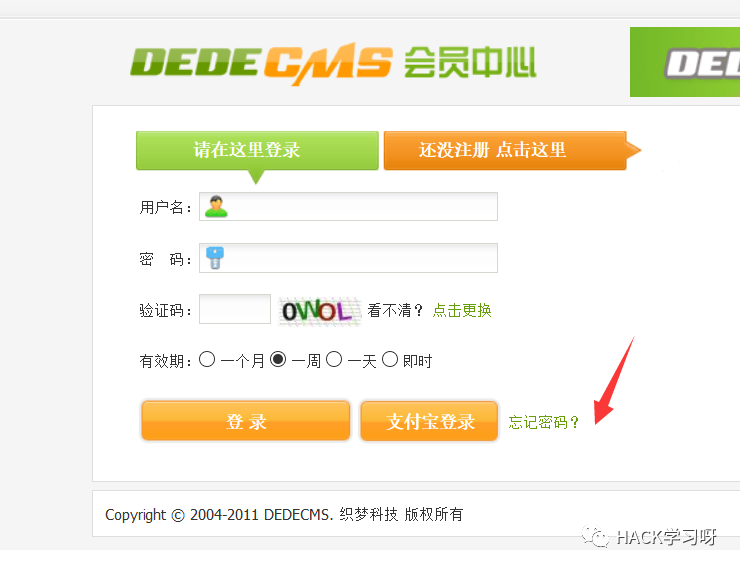 DEDECMS 会员中心
DED
请在这里登录
还没注册 点击这里
用户名：
密　码：
验证码： 0WOL 看不清？ 点击更换
有效期： 一个月 一周 一天 即时
登 录 支付宝登录 忘记密码？
Copyright © 2004-2011 DEDECMS. 织梦科技 版权所有
HACK学习呀